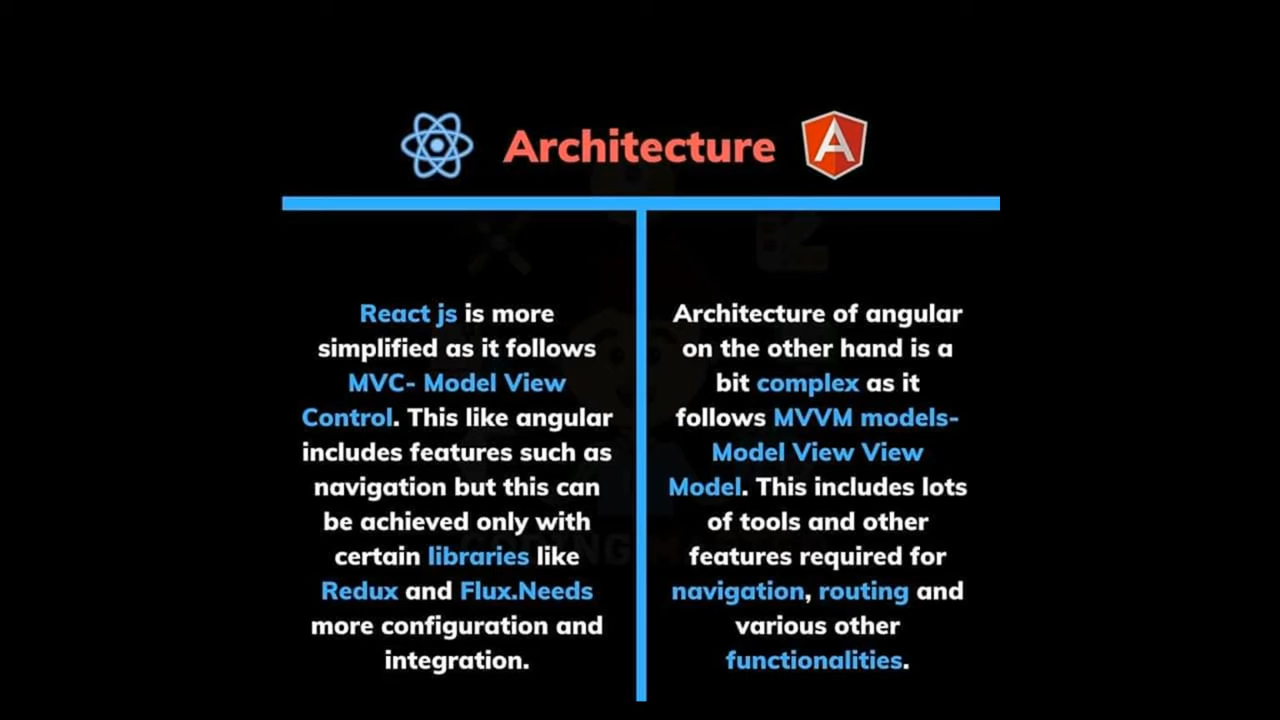 Architecture
React js is more
simplified as it follows
MVC- Model View
Control. This like angular
includes features such as
navigation but this can
be achieved only with
certain libraries like
Redux and Flux.Needs
more configuration and
integration.
Architecture of angular
on the other hand is a
bit complex as it
follows MVVM models-
Model View View
Model. This includes lots
of tools and other
features required for
navigation, routing and
various other
functionalities.